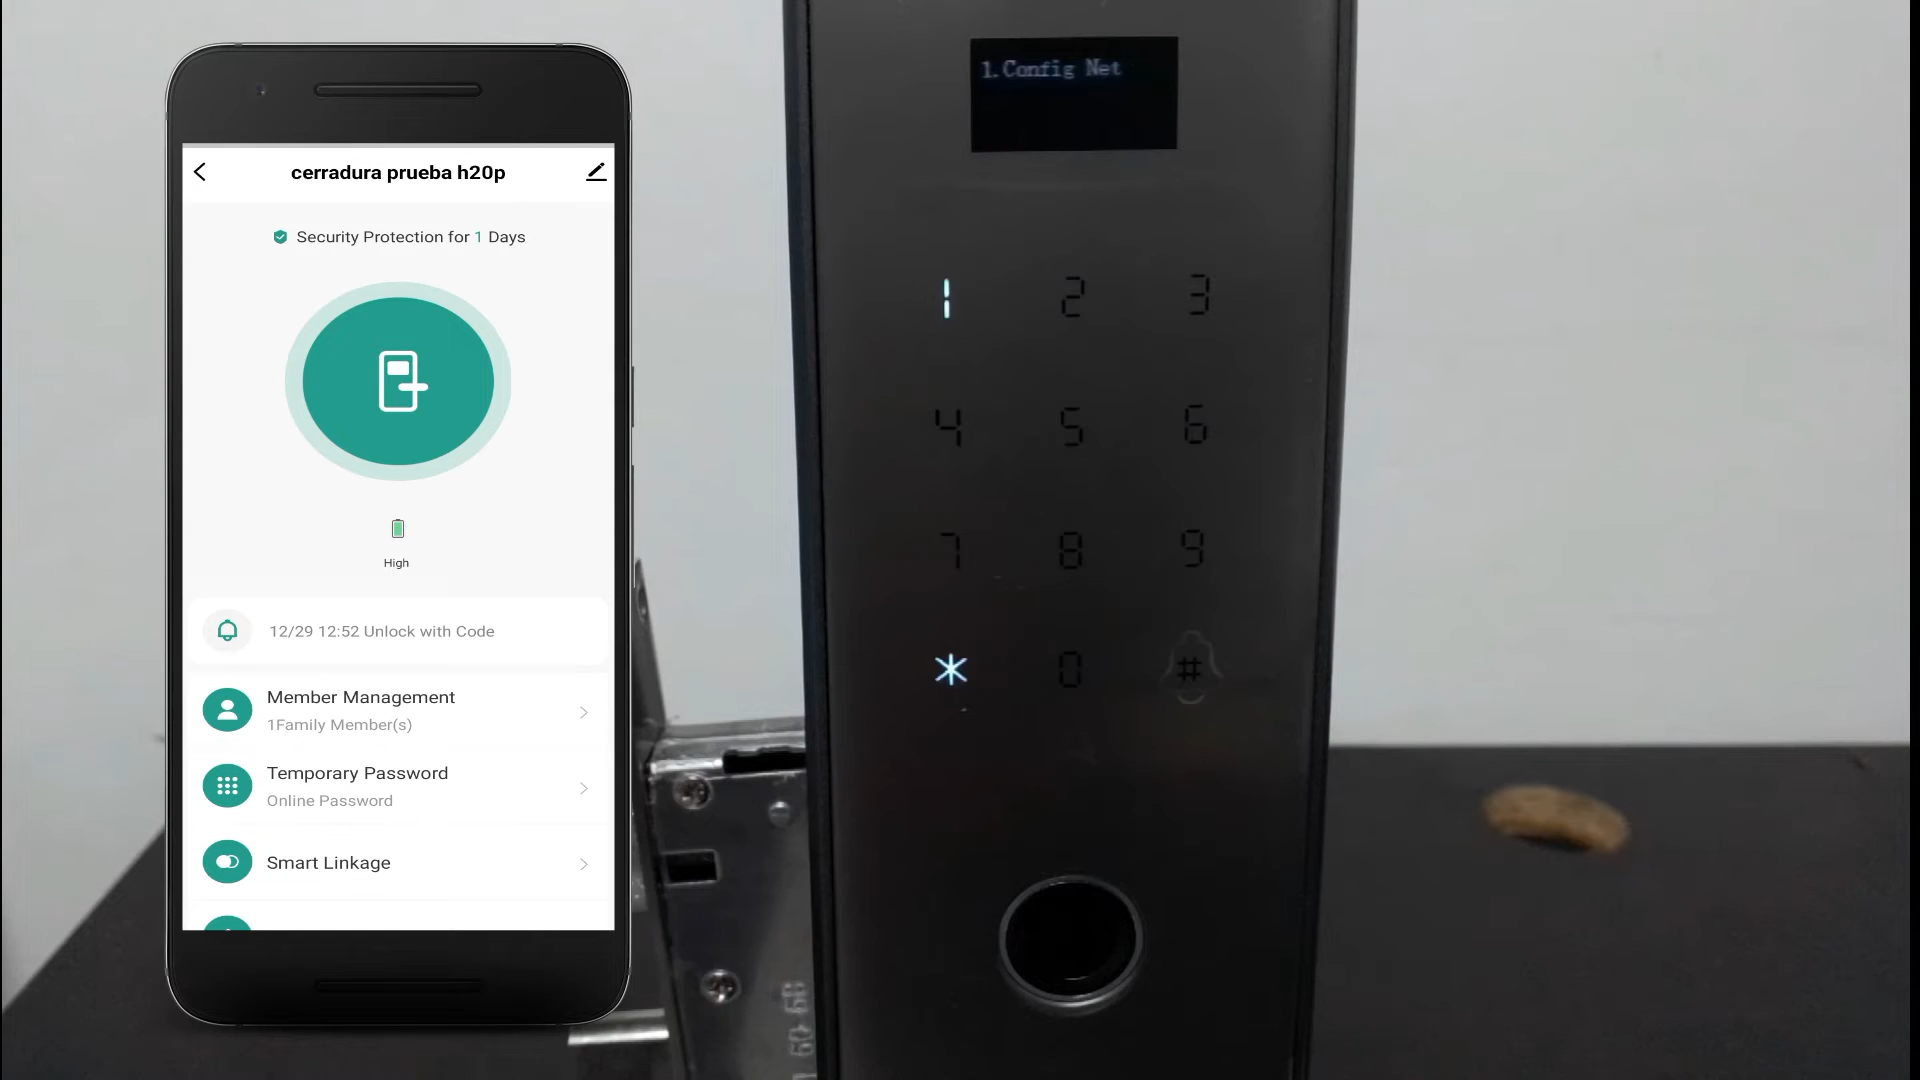 cerradura prueba h20p
Security Protection for 1 Days
High
12/29 12:52 Unlock with Code
Member Management
1Family Member(s)
Temporary Password
Online Password
Smart Linkage
1.Config Net
1 2 3
4 5 6
7 8 9
* 0 #